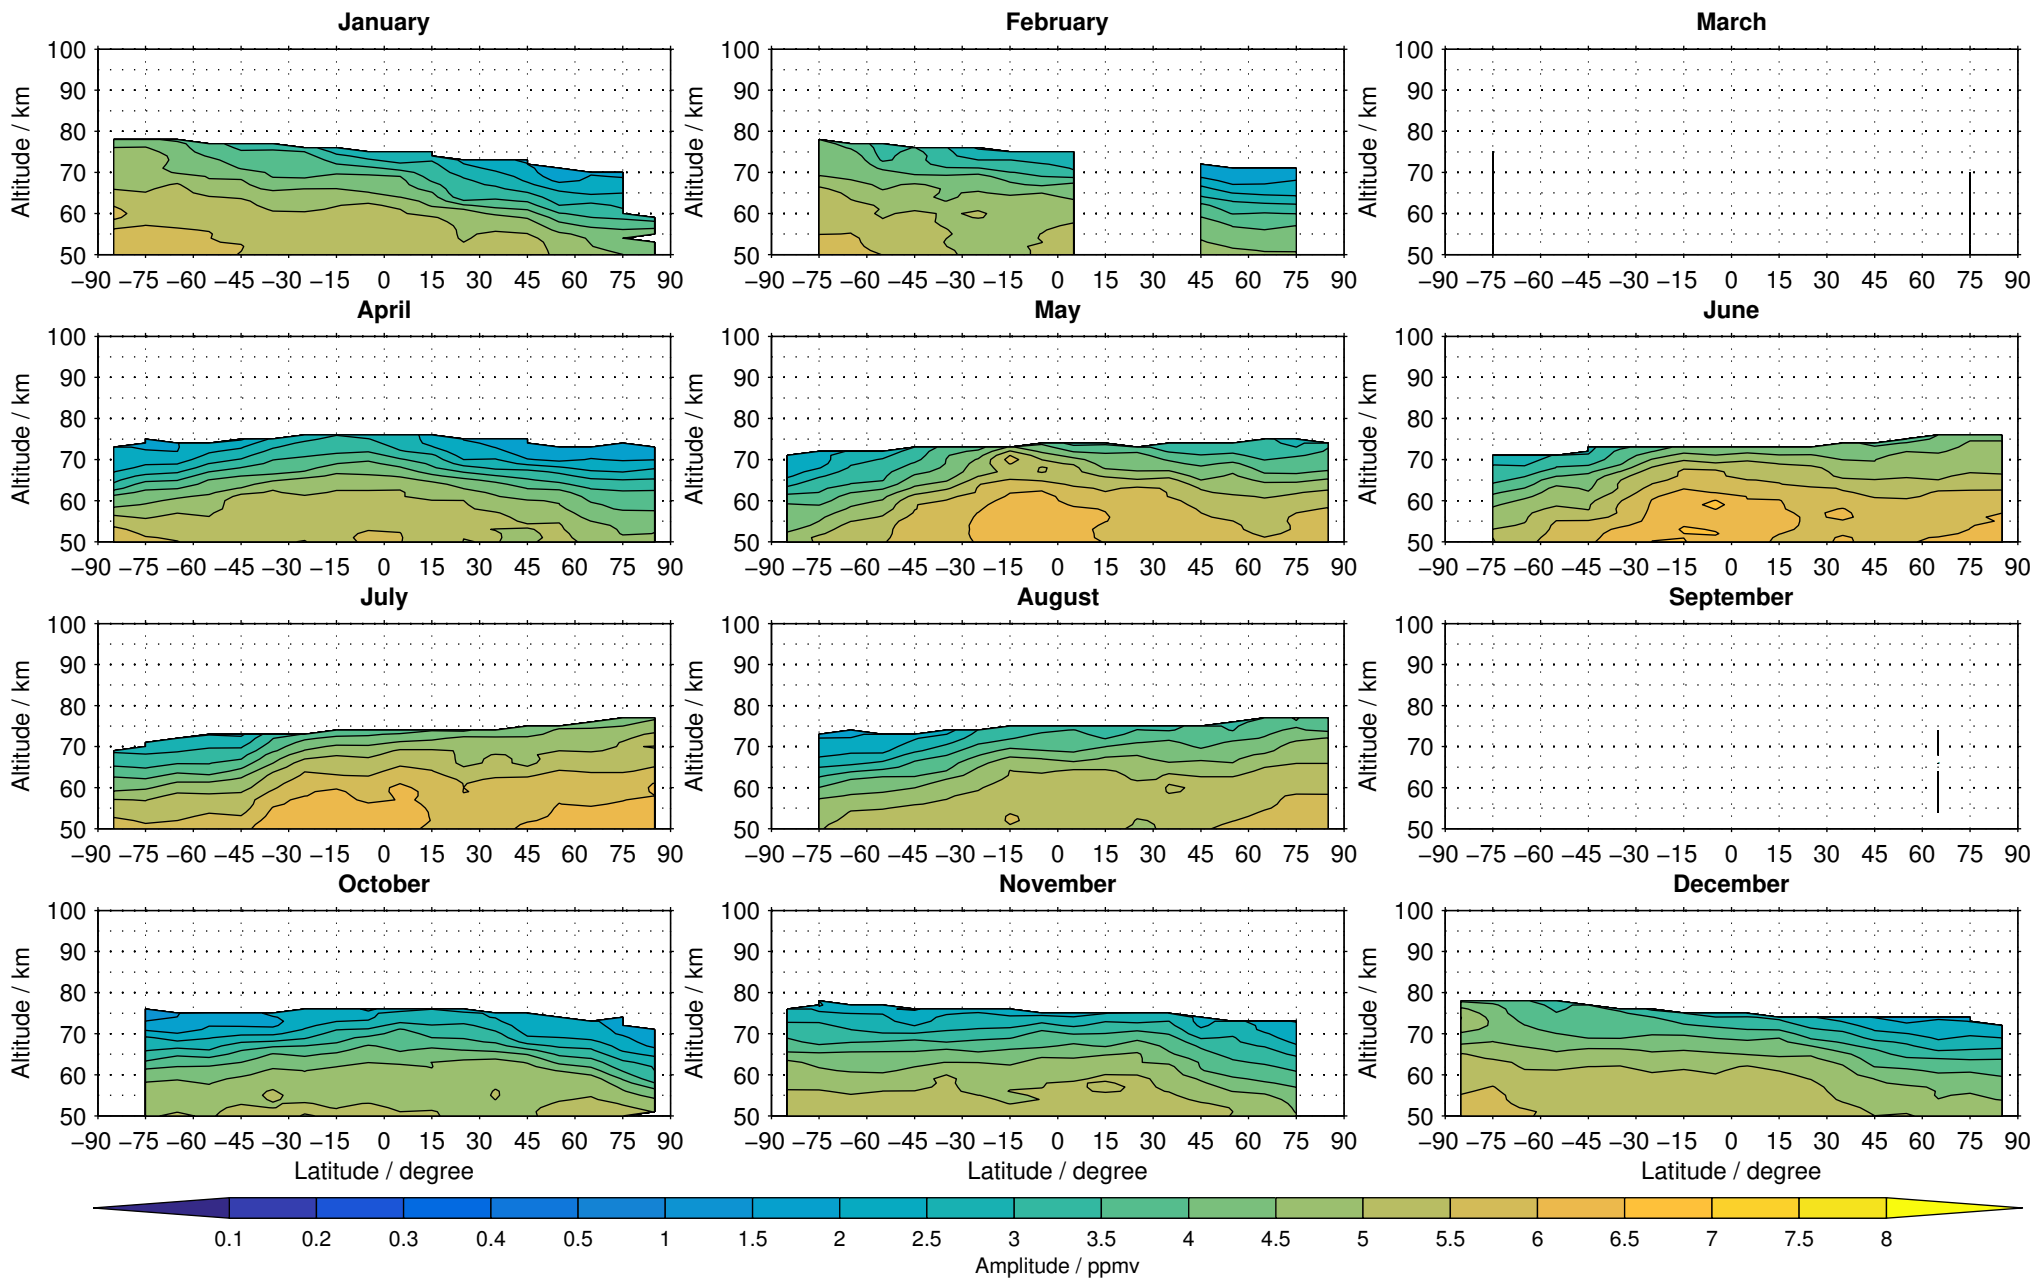 January February March
100 100 100
90 90 90
80 80 80
70 70 70
60 60 60
50 50 50
Altitude / km Altitude / km Altitude / km
−90 −75 −60 −45 −30 −15 0 15 30 45 60 75 90 −90 −75 −60 −45 −30 −15 0 15 30 45 60 75 90 −90 −75 −60 −45 −30 −15 0 15 30 45 60 75 90
April May June
100 100 100
90 90 90
80 80 80
70 70 70
60 60 60
50 50 50
Altitude / km Altitude / km Altitude / km
−90 −75 −60 −45 −30 −15 0 15 30 45 60 75 90 −90 −75 −60 −45 −30 −15 0 15 30 45 60 75 90 −90 −75 −60 −45 −30 −15 0 15 30 45 60 75 90
July August September
100 100 100
90 90 90
80 80 80
70 70 70
60 60 60
50 50 50
Altitude / km Altitude / km Altitude / km
−90 −75 −60 −45 −30 −15 0 15 30 45 60 75 90 −90 −75 −60 −45 −30 −15 0 15 30 45 60 75 90 −90 −75 −60 −45 −30 −15 0 15 30 45 60 75 90
October November December
100 100 100
90 90 90
80 80 80
70 70 70
60 60 60
50 50 50
Altitude / km Altitude / km Altitude / km
−90 −75 −60 −45 −30 −15 0 15 30 45 60 75 90 −90 −75 −60 −45 −30 −15 0 15 30 45 60 75 90 −90 −75 −60 −45 −30 −15 0 15 30 45 60 75 90
Latitude / degree Latitude / degree Latitude / degree
0.1 0.2 0.3 0.4 0.5 1 1.5 2 2.5 3 3.5 4 4.5 5 5.5 6 6.5 7 7.5 8
Amplitude / ppmv